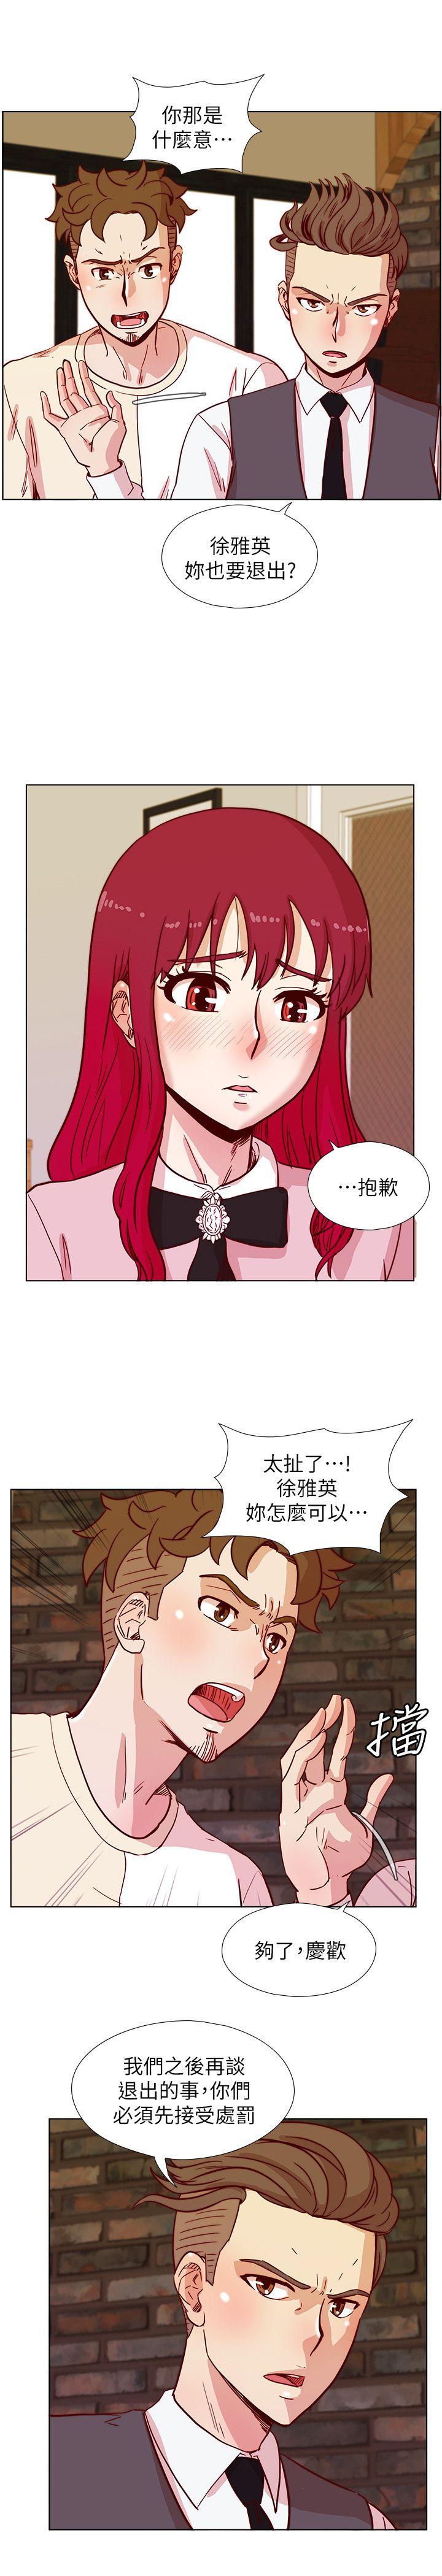 你那是
什麼意⋯
徐雅英
妳也要退出?
⋯抱歉
太扯了⋯!
徐雅英
妳怎麼可以⋯
擋
夠了,慶歡
我們之後再談
退出的事,你們
必須先接受處罰